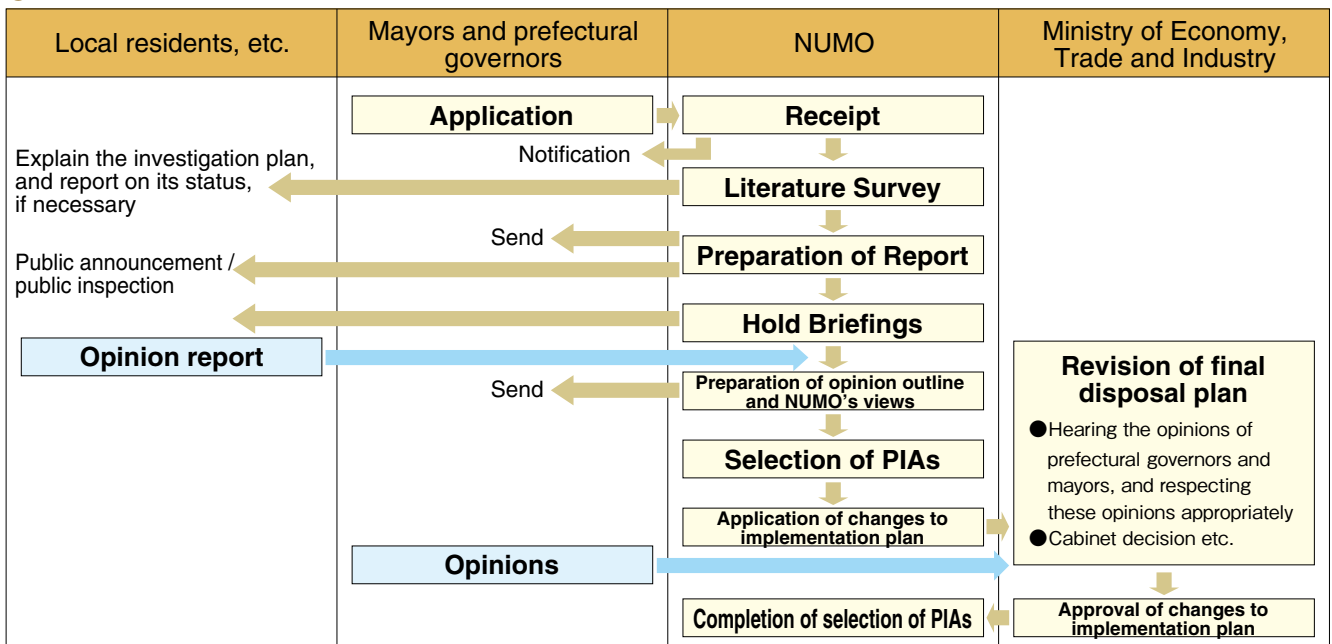 Local residents, etc.
Mayors and prefectural
governors
NUMO
Ministry of Economy,
Trade and Industry
Application
Receipt
Notification
Explain the investigation plan,
and report on its status,
if necessary
Literature Survey
Send
Preparation of Report
Public announcement /
public inspection
Hold Briefings
Opinion report
Send
Preparation of opinion outline
and NUMO's views
Selection of PIAs
Application of changes to
implementation plan
Revision of final
disposal plan
●Hearing the opinions of
prefectural governors and
mayors, and respecting
these opinions appropriately
●Cabinet decision etc.
Opinions
Completion of selection of PIAs
Approval of changes to
implementation plan